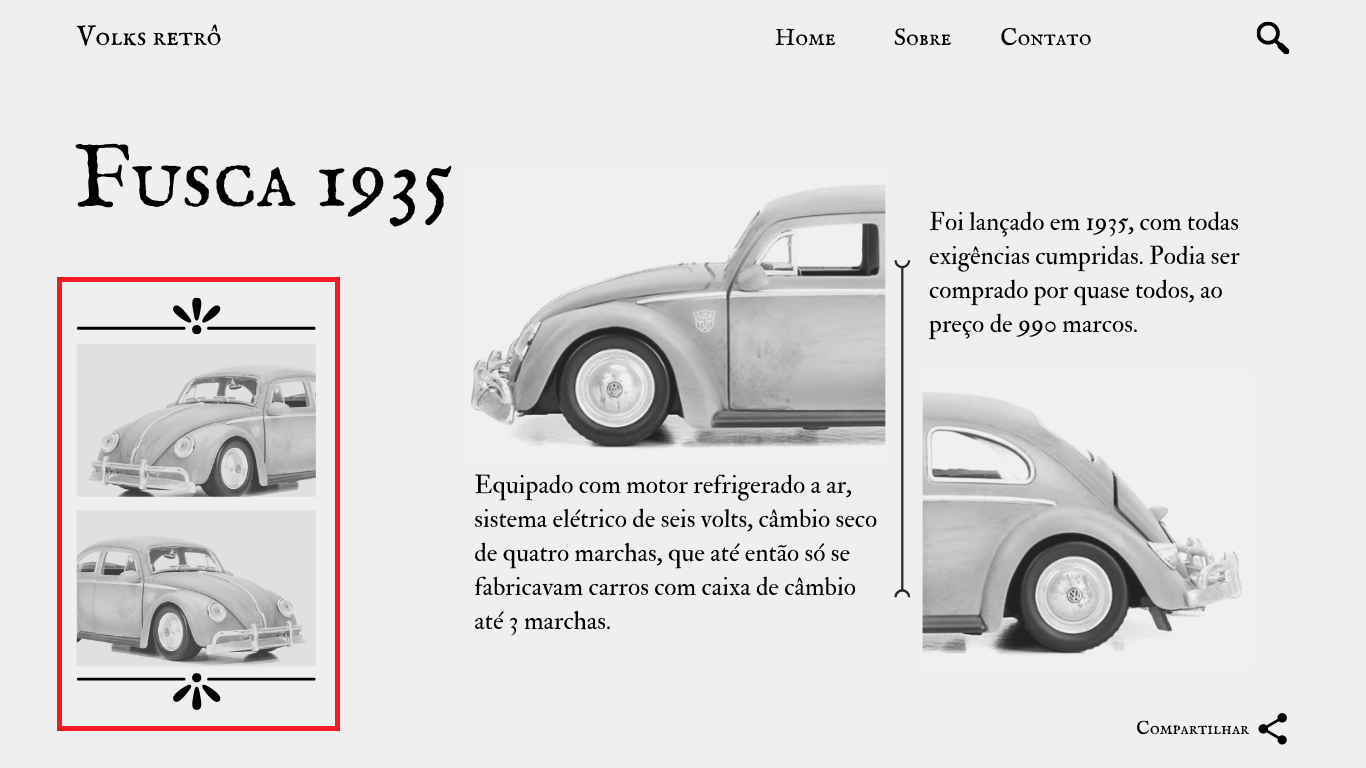 Volks retrô
Home
Sobre
Contato
Fusca 1935
Foi lançado em 1935, com todas
exigências cumpridas. Podia ser
comprado por quase todos, ao
preço de 990 marcos.
Equipado com motor refrigerado a ar,
sistema elétrico de seis volts, câmbio seco
de quatro marchas, que até então só se
fabricavam carros com caixa de câmbio
até 3 marchas.
Compartilhar